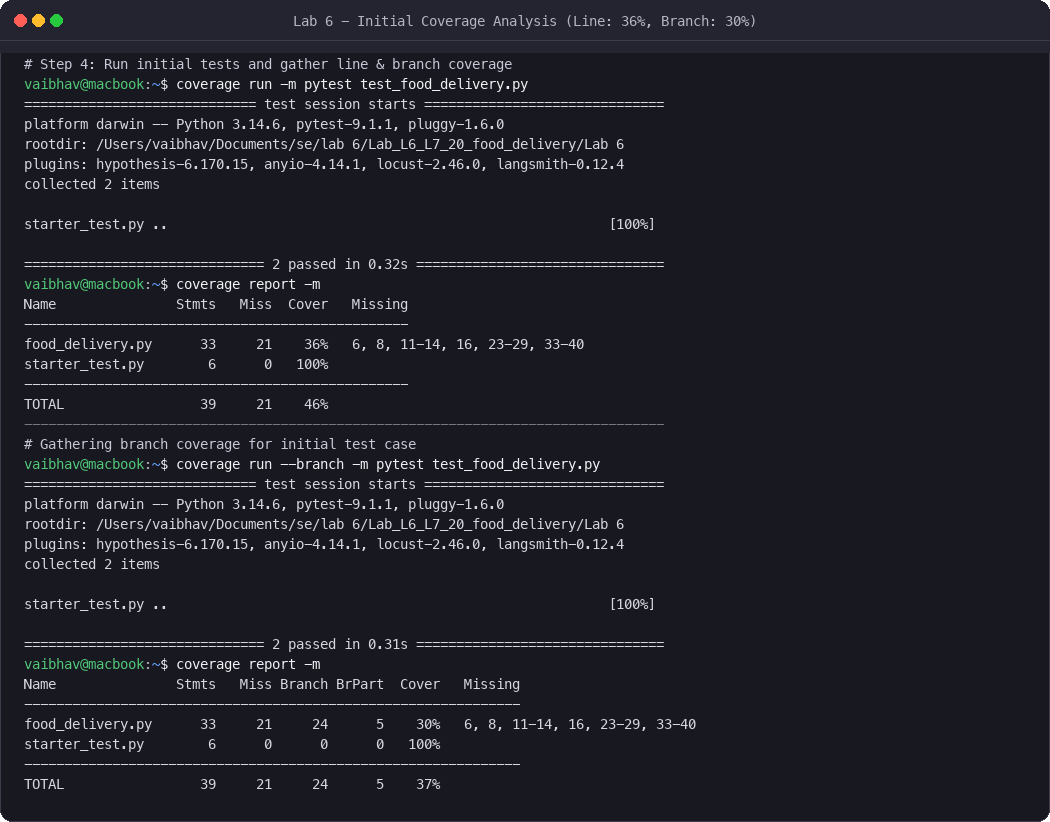 Lab 6 — Initial Coverage Analysis (Line: 36%, Branch: 30%)
# Step 4: Run initial tests and gather line & branch coverage
vaibhav@macbook:~$ coverage run -m pytest test_food_delivery.py
============================= test session starts ==============================
platform darwin -- Python 3.14.6, pytest-9.1.1, pluggy-1.6.0
rootdir: /Users/vaibhav/Documents/se/lab 6/Lab_L6_L7_20_food_delivery/Lab 6
plugins: hypothesis-6.170.15, anyio-4.14.1, locust-2.46.0, langsmith-0.12.4
collected 2 items
starter_test.py .. [100%]
============================== 2 passed in 0.32s ===============================
vaibhav@macbook:~$ coverage report -m
Name Stmts Miss Cover Missing
------------------------------------------------
food_delivery.py 33 21 36% 6, 8, 11-14, 16, 23-29, 33-40
starter_test.py 6 0 100%
------------------------------------------------
TOTAL 39 21 46%
--------------------------------------------------------------------------------
# Gathering branch coverage for initial test case
vaibhav@macbook:~$ coverage run --branch -m pytest test_food_delivery.py
============================= test session starts ==============================
platform darwin -- Python 3.14.6, pytest-9.1.1, pluggy-1.6.0
rootdir: /Users/vaibhav/Documents/se/lab 6/Lab_L6_L7_20_food_delivery/Lab 6
plugins: hypothesis-6.170.15, anyio-4.14.1, locust-2.46.0, langsmith-0.12.4
collected 2 items
starter_test.py .. [100%]
============================== 2 passed in 0.31s ===============================
vaibhav@macbook:~$ coverage report -m
Name Stmts Miss Branch BrPart Cover Missing
--------------------------------------------------------------
food_delivery.py 33 21 24 5 30% 6, 8, 11-14, 16, 23-29, 33-40
starter_test.py 6 0 0 0 100%
--------------------------------------------------------------
TOTAL 39 21 24 5 37%